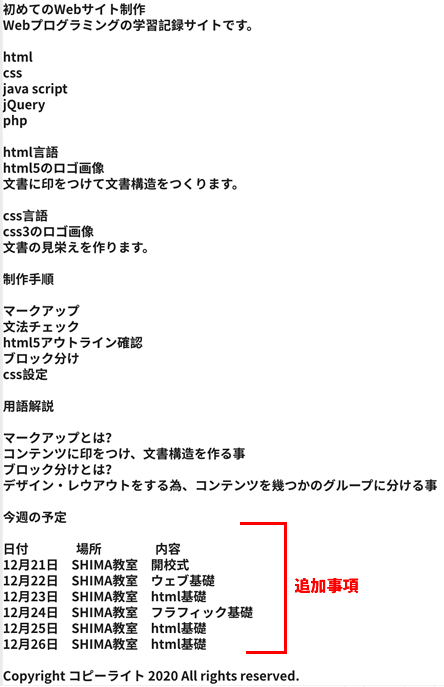 初めてのWebサイト制作
Webプログラミングの学習記録サイトです。
html
css
java script
jQuery
php
html言語
html5のロゴ画像
文書に印をつけて文書構造をつくります。
css言語
css3のロゴ画像
文書の見栄えを作ります。
制作手順
マークアップ
文法チェック
html5アウトライン確認
ブロック分け
css設定
用語解説
マークアップとは?
コンテンツに印をつけ、文書構造を作る事
ブロック分けとは?
デザイン・レウアウトをする為、コンテンツを幾つかのグループに分ける事
今週の予定
日付 場所 内容
12月21日 SHIMA教室 開校式
12月22日 SHIMA教室 ウェブ基礎
12月23日 SHIMA教室 html基礎
12月24日 SHIMA教室 フラフィック基礎
12月25日 SHIMA教室 html基礎
12月26日 SHIMA教室 html基礎
追加事項
Copyright コピーライト 2020 All rights reserved.